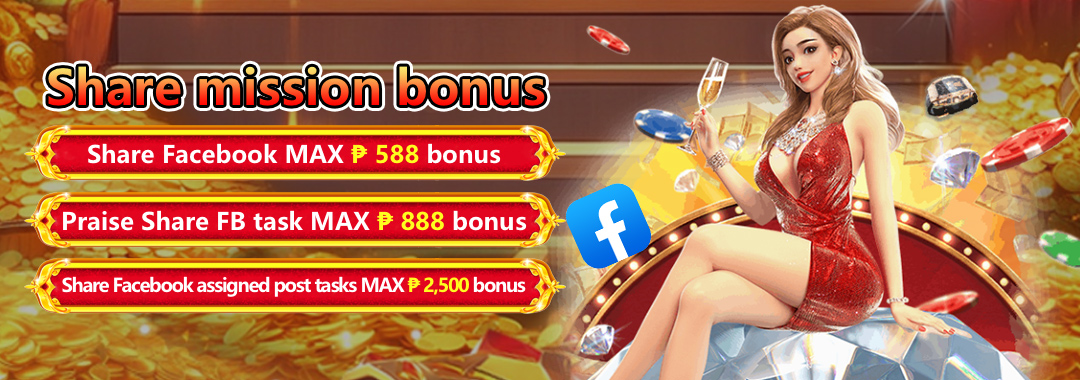 Share mission bonus
Share Facebook MAX ₱ 588 bonus
Praise Share FB task MAX ₱ 888 bonus
Share Facebook assigned post tasks MAX ₱ 2,500 bonus
f